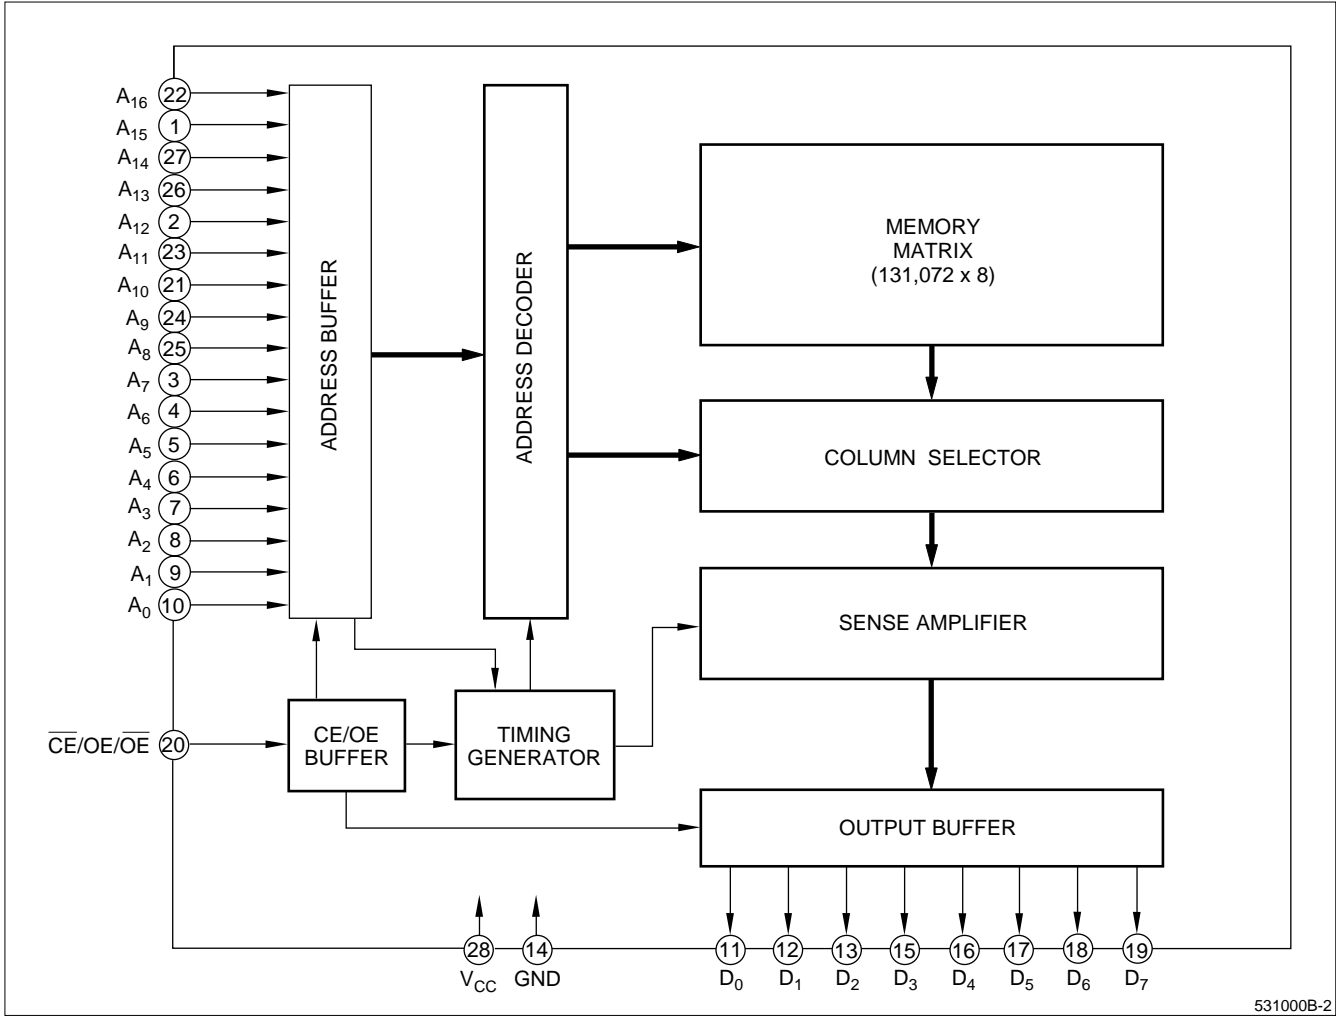 A16 22
A15 1
A14 27
A13 26
A12 2
A11 23
A10 21
A9 24
A8 25
A7 3
A6 4
A5 5
A4 6
A3 7
A2 8
A1 9
A0 10
CE/OE/OE 20
ADDRESS BUFFER
ADDRESS DECODER
MEMORY
MATRIX
(131,072 x 8)
COLUMN SELECTOR
SENSE AMPLIFIER
CE/OE
BUFFER
TIMING
GENERATOR
OUTPUT BUFFER
28 14 11 12 13 15 16 17 18 19
VCC GND D0 D1 D2 D3 D4 D5 D6 D7
531000B-2